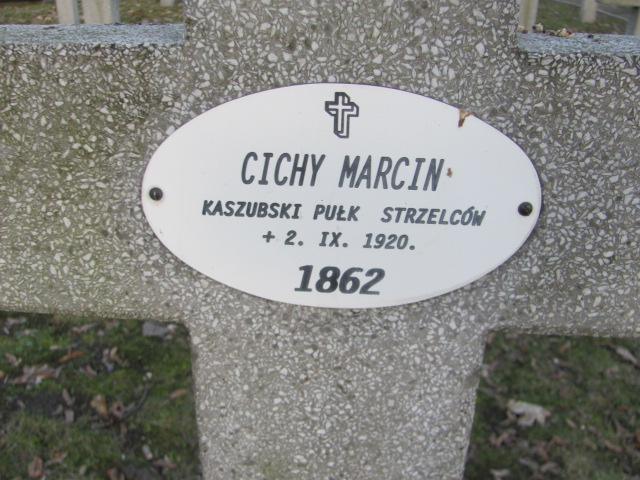 CICHY MARCIN
KASZUBSKI PUŁK STRZELCÓW
+ 2. IX. 1920.
1862